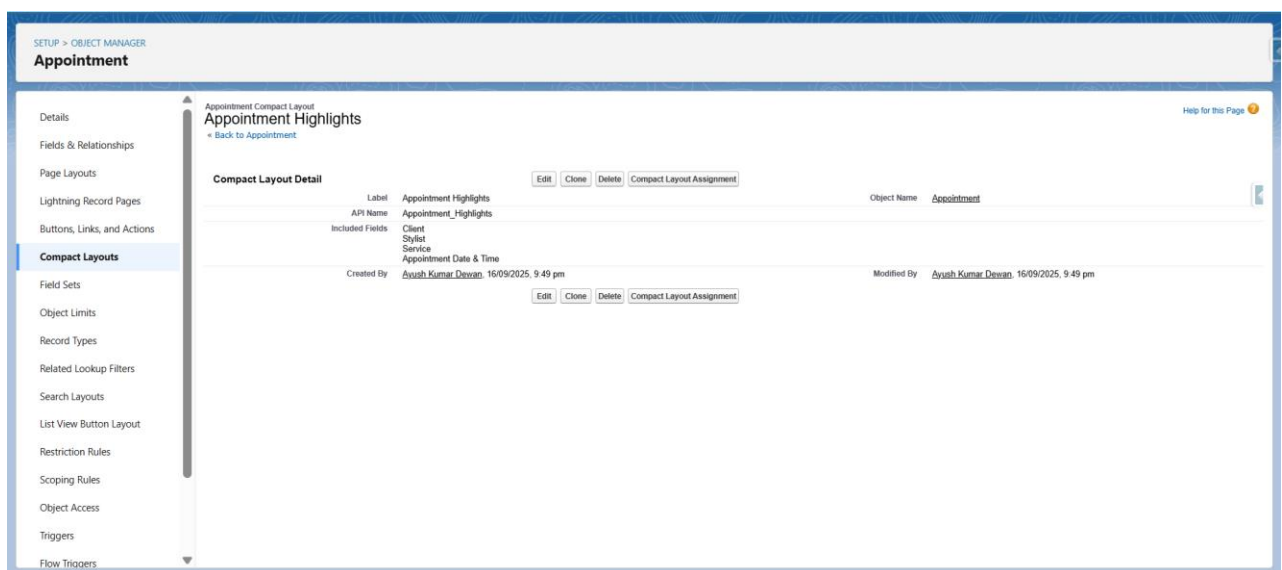 SETUP > OBJECT MANAGER
Appointment
Details
Fields & Relationships
Page Layouts
Lightning Record Pages
Buttons, Links, and Actions
Compact Layouts
Field Sets
Object Limits
Record Types
Related Lookup Filters
Search Layouts
List View Button Layout
Restriction Rules
Scoping Rules
Object Access
Triggers
Flow Triggers
Appointment Compact Layout
Appointment Highlights
« Back to Appointment
Help for this Page ?
Compact Layout Detail
Edit Clone Delete Compact Layout Assignment
Label Appointment Highlights Object Name Appointment
API Name Appointment_Highlights
Included Fields Client
Stylist
Service
Appointment Date & Time
Created By Ayush Kumar Dewan, 16/09/2025, 9:49 pm Modified By Ayush Kumar Dewan, 16/09/2025, 9:49 pm
Edit Clone Delete Compact Layout Assignment